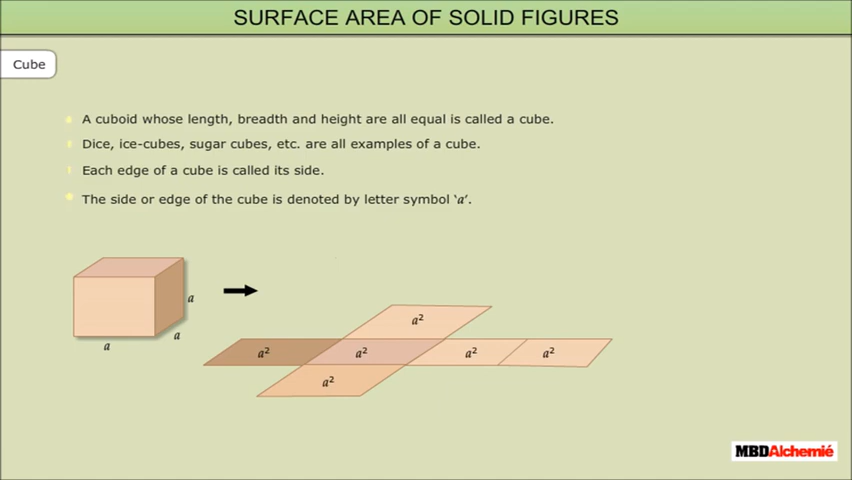 SURFACE AREA OF SOLID FIGURES
Cube
A cuboid whose length, breadth and height are all equal is called a cube.
Dice, ice-cubes, sugar cubes, etc. are all examples of a cube.
Each edge of a cube is called its side.
The side or edge of the cube is denoted by letter symbol ‘a’.
a
a
a
a²
a² a² a² a²
a²
MBDAlchemié